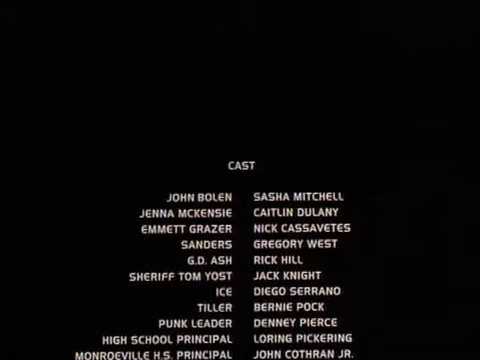 CAST
JOHN BOLEN SASHA MITCHELL
JENNA MCKENSIE CAITLIN DULANY
EMMETT GRAZER NICK CASSAVETES
SANDERS GREGORY WEST
G.D. ASH RICK HILL
SHERIFF TOM YOST JACK KNIGHT
ICE DIEGO SERRANO
TILLER BERNIE POCK
PUNK LEADER DENNEY PIERCE
HIGH SCHOOL PRINCIPAL LORING PICKERING
MONROEVILLE H.S. PRINCIPAL JOHN COTHRAN JR.